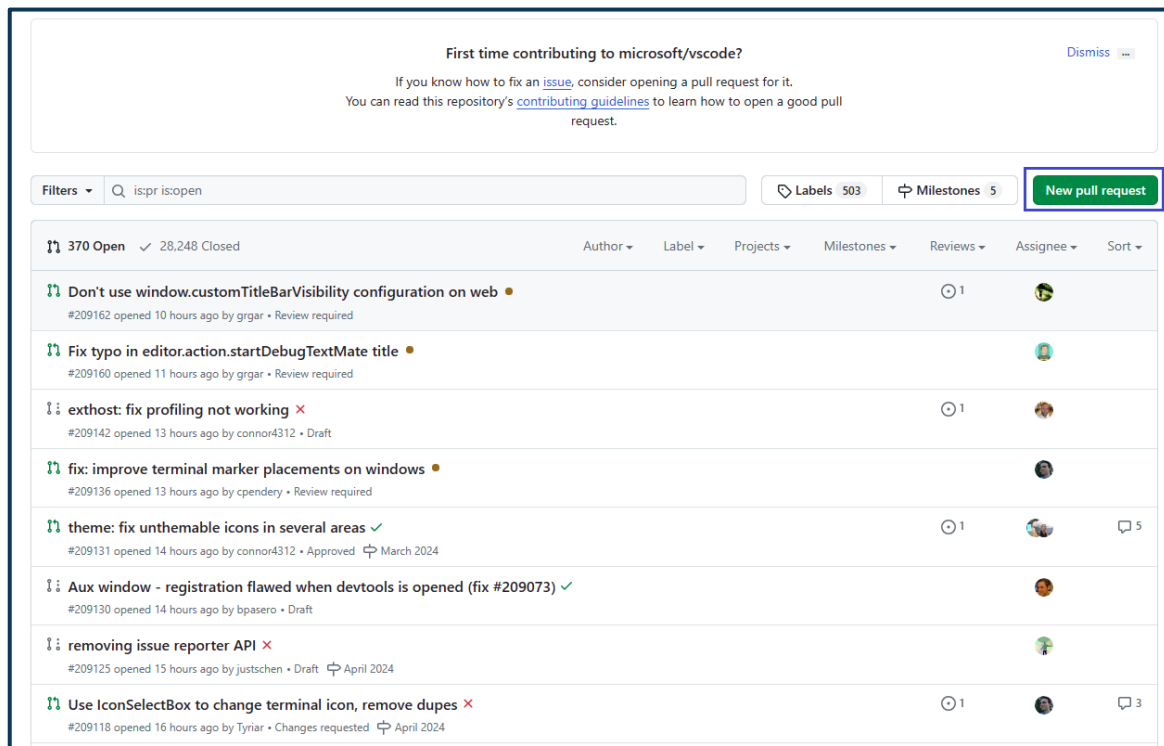 First time contributing to microsoft/vscode?
Dismiss ...
If you know how to fix an issue, consider opening a pull request for it.
You can read this repository's contributing guidelines to learn how to open a good pull
request.
Filters is:pr is:open Labels 503 Milestones 5 New pull request
370 Open 28,248 Closed Author Label Projects Milestones Reviews Assignee Sort
Don't use window.customTitleBarVisibility configuration on web 1
#209162 opened 10 hours ago by grgar • Review required
Fix typo in editor.action.startDebugTextMate title
#209160 opened 11 hours ago by grgar • Review required
exthost: fix profiling not working 1
#209142 opened 13 hours ago by connor4312 • Draft
fix: improve terminal marker placements on windows
#209136 opened 13 hours ago by cpendery • Review required
theme: fix unthemable icons in several areas 1 5
#209131 opened 14 hours ago by connor4312 • Approved March 2024
Aux window - registration flawed when devtools is opened (fix #209073)
#209130 opened 14 hours ago by bpasero • Draft
removing issue reporter API
#209125 opened 15 hours ago by justschen • Draft April 2024
Use IconSelectBox to change terminal icon, remove dupes 1 3
#209118 opened 16 hours ago by Tyriar • Changes requested April 2024